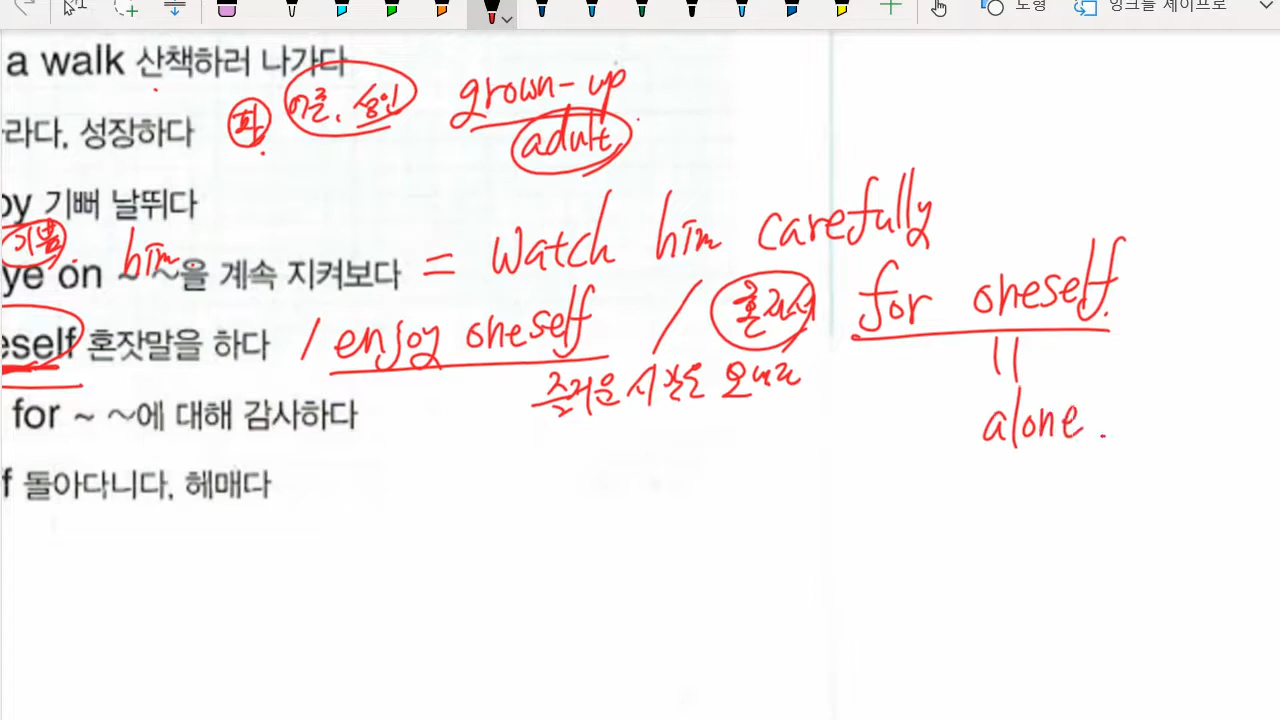 도형
잉크를 셰이프로
a walk 산책하러 나가다
라다, 성장하다 파 어른, 성인 grown-up
adult
oy 기뻐 날뛰다
기쁨 him = watch him carefully
ye on ~ ~을 계속 지켜보다
eself 혼잣말을 하다 / enjoy oneself / 혼자서 for oneself
즐거운 시간을 보내다
=
for ~ ~에 대해 감사하다
alone.
f 돌아다니다, 헤매다